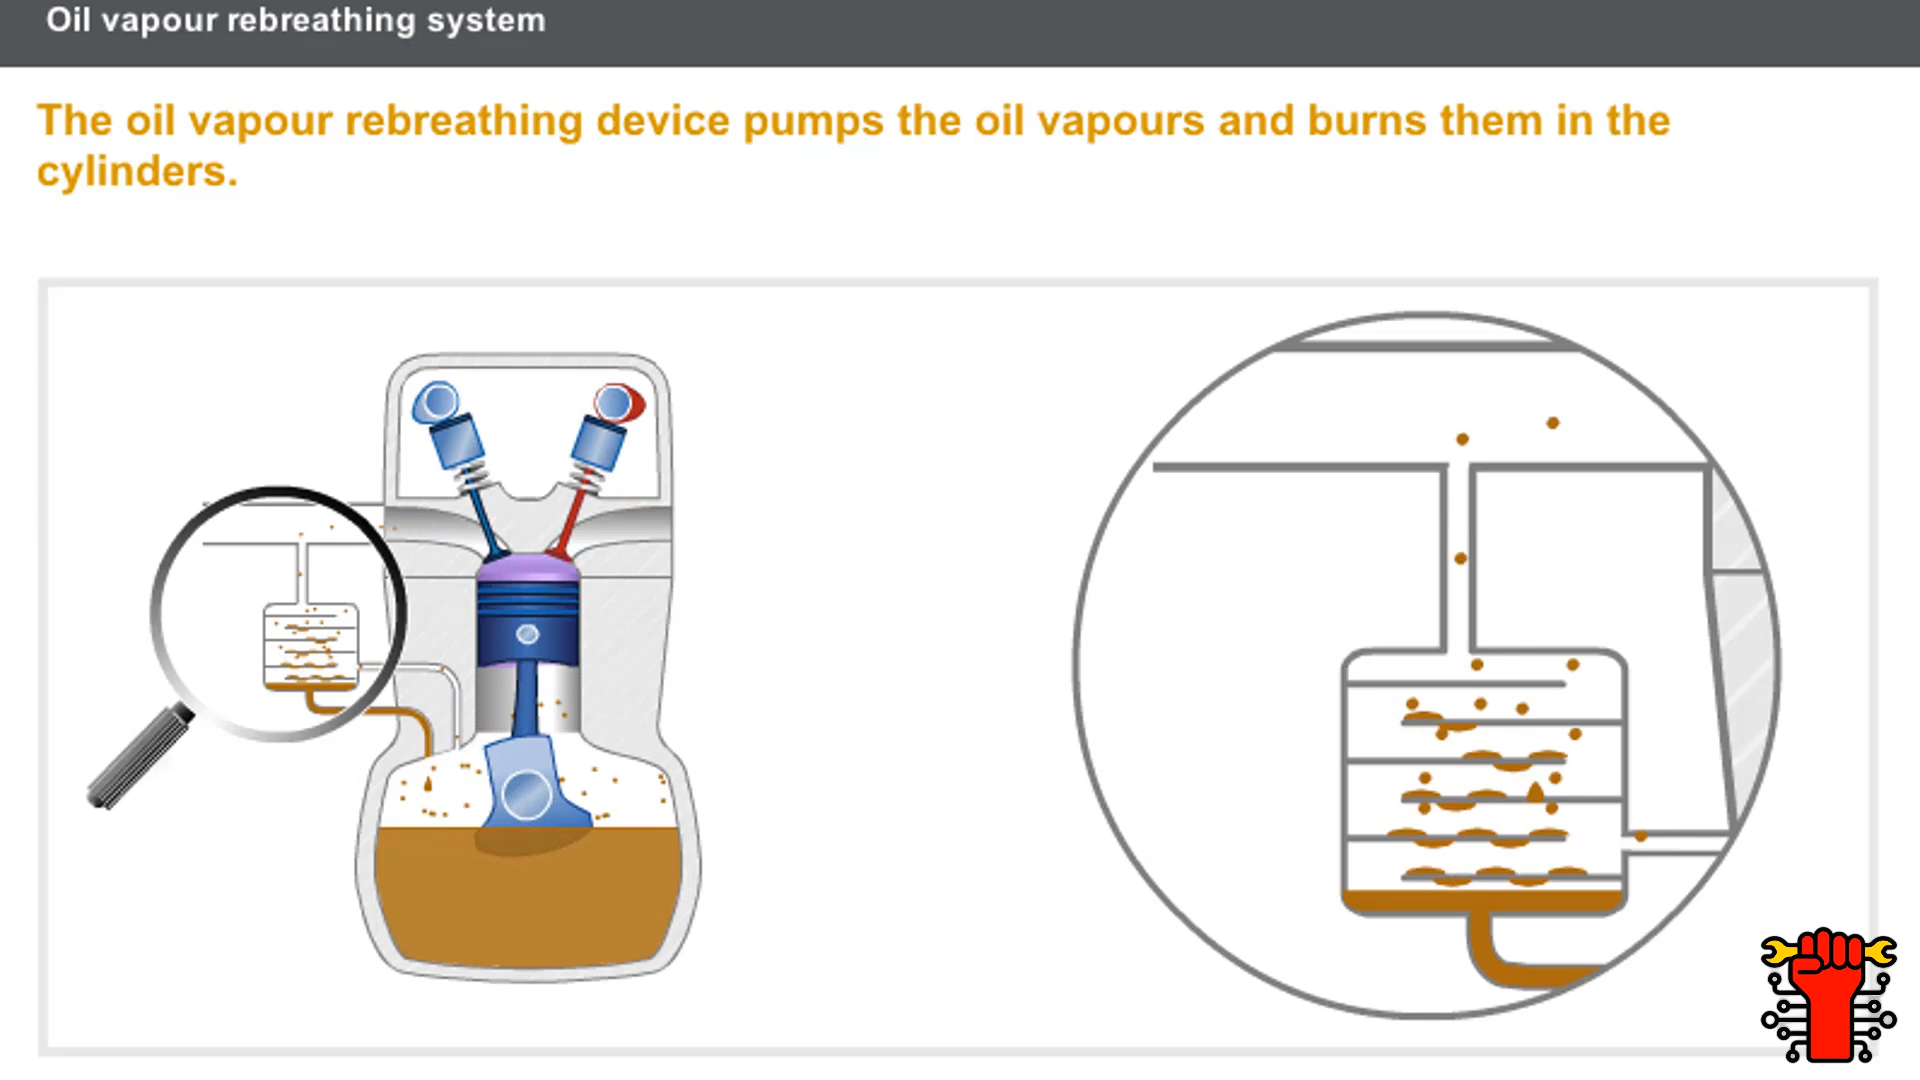 Oil vapour rebreathing system
The oil vapour rebreathing device pumps the oil vapours and burns them in the
cylinders.